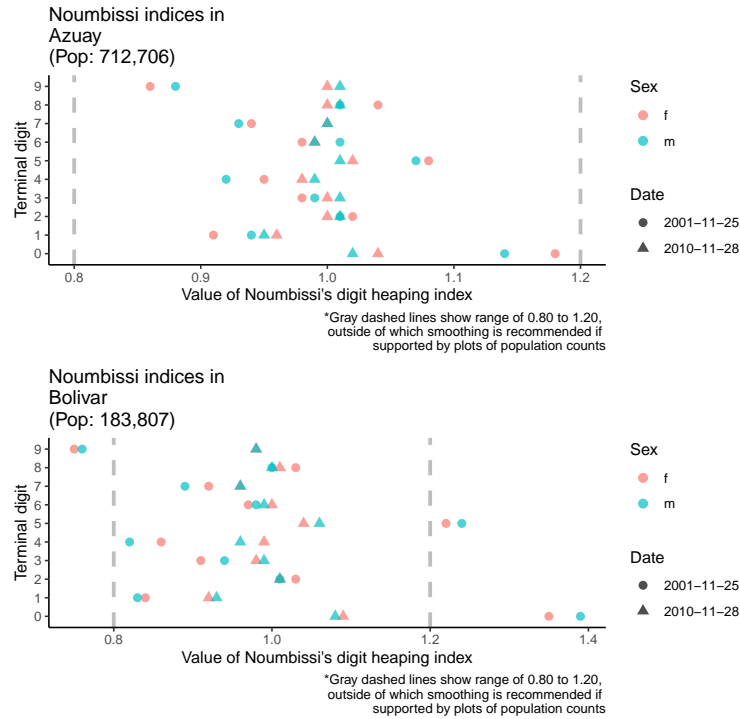 Noumbissi indices in
Azuay
(Pop: 712,706)
Terminal digit
9
8
7
6
5
4
3
2
1
0
0.8 0.9 1.0 1.1 1.2
Value of Noumbissi's digit heaping index
*Gray dashed lines show range of 0.80 to 1.20,
outside of which smoothing is recommended if
supported by plots of population counts
Sex
f
m
Date
2001−11−25
2010−11−28
Noumbissi indices in
Bolivar
(Pop: 183,807)
Terminal digit
9
8
7
6
5
4
3
2
1
0
0.8 1.0 1.2 1.4
Value of Noumbissi's digit heaping index
*Gray dashed lines show range of 0.80 to 1.20,
outside of which smoothing is recommended if
supported by plots of population counts
Sex
f
m
Date
2001−11−25
2010−11−28